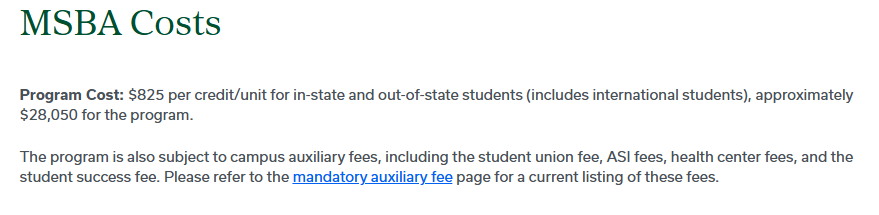 MSBA Costs
Program Cost: $825 per credit/unit for in-state and out-of-state students (includes international students), approximately
$28,050 for the program.
The program is also subject to campus auxiliary fees, including the student union fee, ASI fees, health center fees, and the
student success fee. Please refer to the mandatory auxiliary fee page for a current listing of these fees.